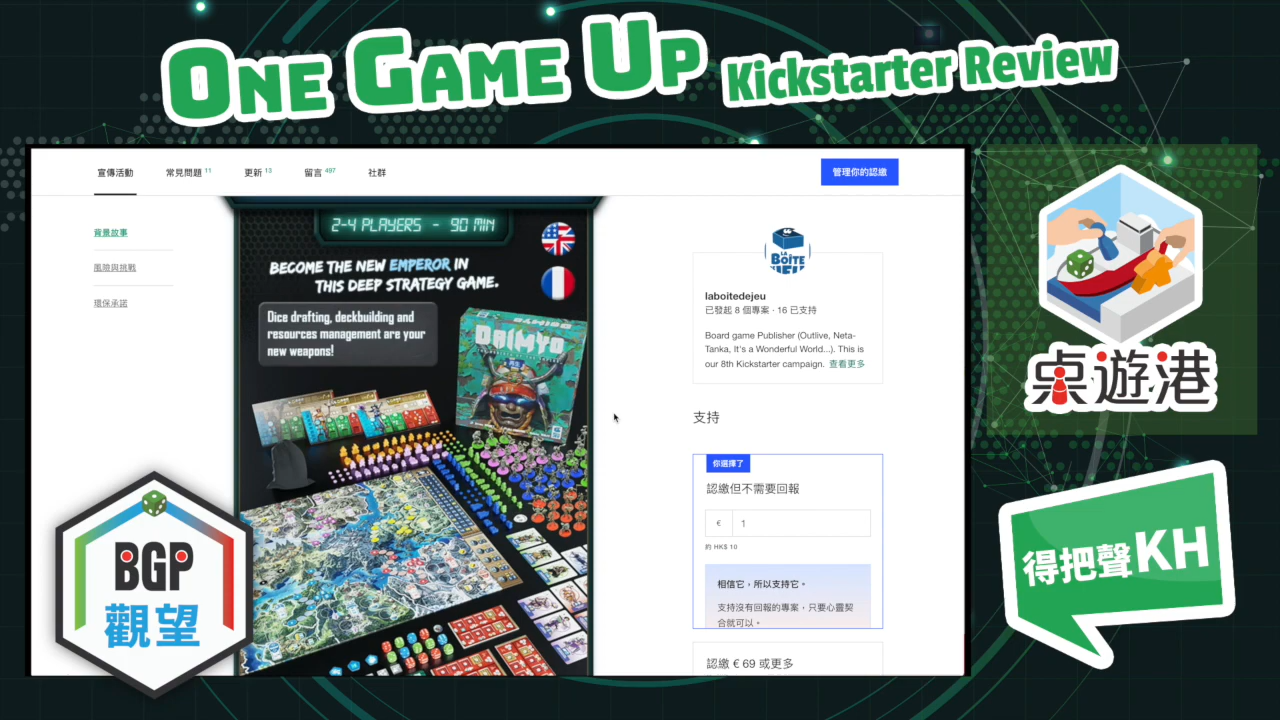 ONE GAME UP Kickstarter Review
宣傳活動
常見問題 11
更新 13
留言 497
社群
管理你的認繳
背景故事
風險與挑戰
環保承諾
2-4 PLAYERS - 90 MIN
BECOME THE NEW EMPEROR IN
THIS DEEP STRATEGY GAME.
Dice drafting, deckbuilding and
resources management are your
new weapons!
DAIMYO
LA
BOÎTE
JEU
laboitedejeu
已發起 8 個專案 · 16 已支持
Board game Publisher (Outlive, Neta-
Tanka, It's a Wonderful World...). This is
our 8th Kickstarter campaign. 查看更多
支持
你選擇了
認繳但不需要回報
€ 1
約 HK$ 10
相信它，所以支持它。
支持沒有回報的專案，只要心靈契
合就可以。
認繳 € 69 或更多
桌遊港
得把聲KH
BGP
觀望